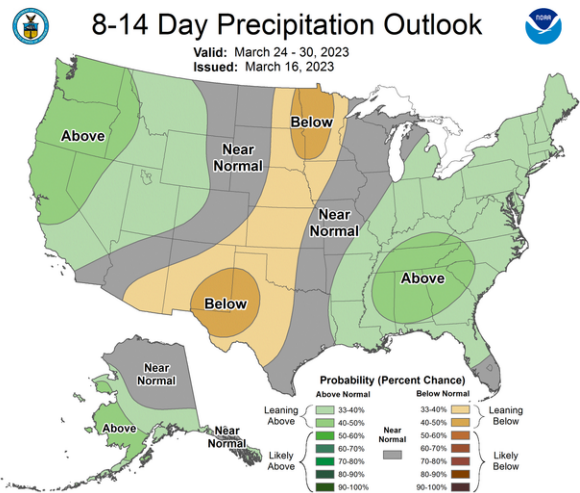 8-14 Day Precipitation Outlook
NOAA
Valid: March 24 - 30, 2023
Issued: March 16, 2023
Above
Near
Normal
Below
Near
Normal
Above
Below
Near
Normal
Above
Near
Normal
Probability (Percent Chance)
Above Normal
Below Normal
Leaning
Above
33-40%
40-50%
Likely
Above
50-60%
60-70%
70-80%
80-90%
90-100%
Near
Normal
33-40%
40-50%
Leaning
Below
50-60%
60-70%
70-80%
80-90%
90-100%
Likely
Below